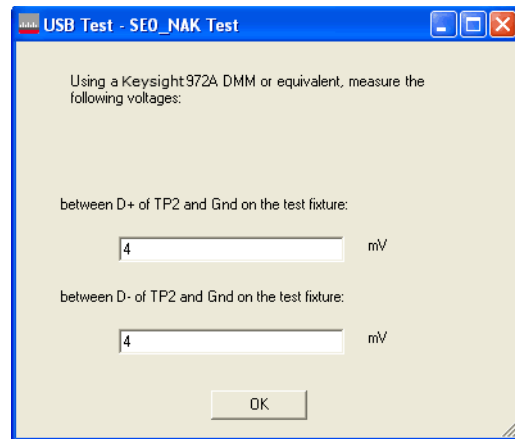 USB Test - SE0_NAK Test
Using a Keysight 972A DMM or equivalent, measure the
following voltages:
between D+ of TP2 and Gnd on the test fixture:
4 mV
between D- of TP2 and Gnd on the test fixture:
4 mV
OK